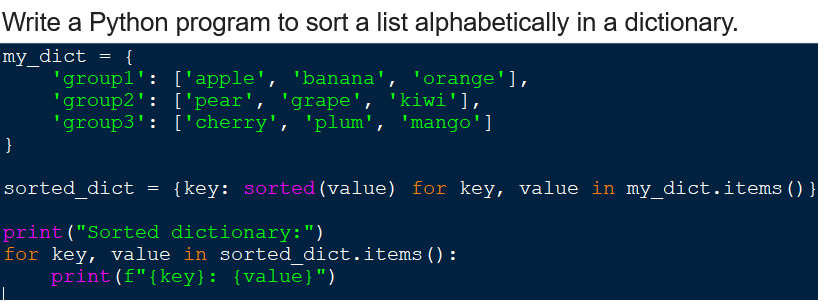 Write a Python program to sort a list alphabetically in a dictionary.
my_dict = {
    'group1': ['apple', 'banana', 'orange'],
    'group2': ['pear', 'grape', 'kiwi'],
    'group3': ['cherry', 'plum', 'mango']
}
sorted_dict = {key: sorted(value) for key, value in my_dict.items()}
print("Sorted dictionary:")
for key, value in sorted_dict.items():
    print(f"{key}: {value}")